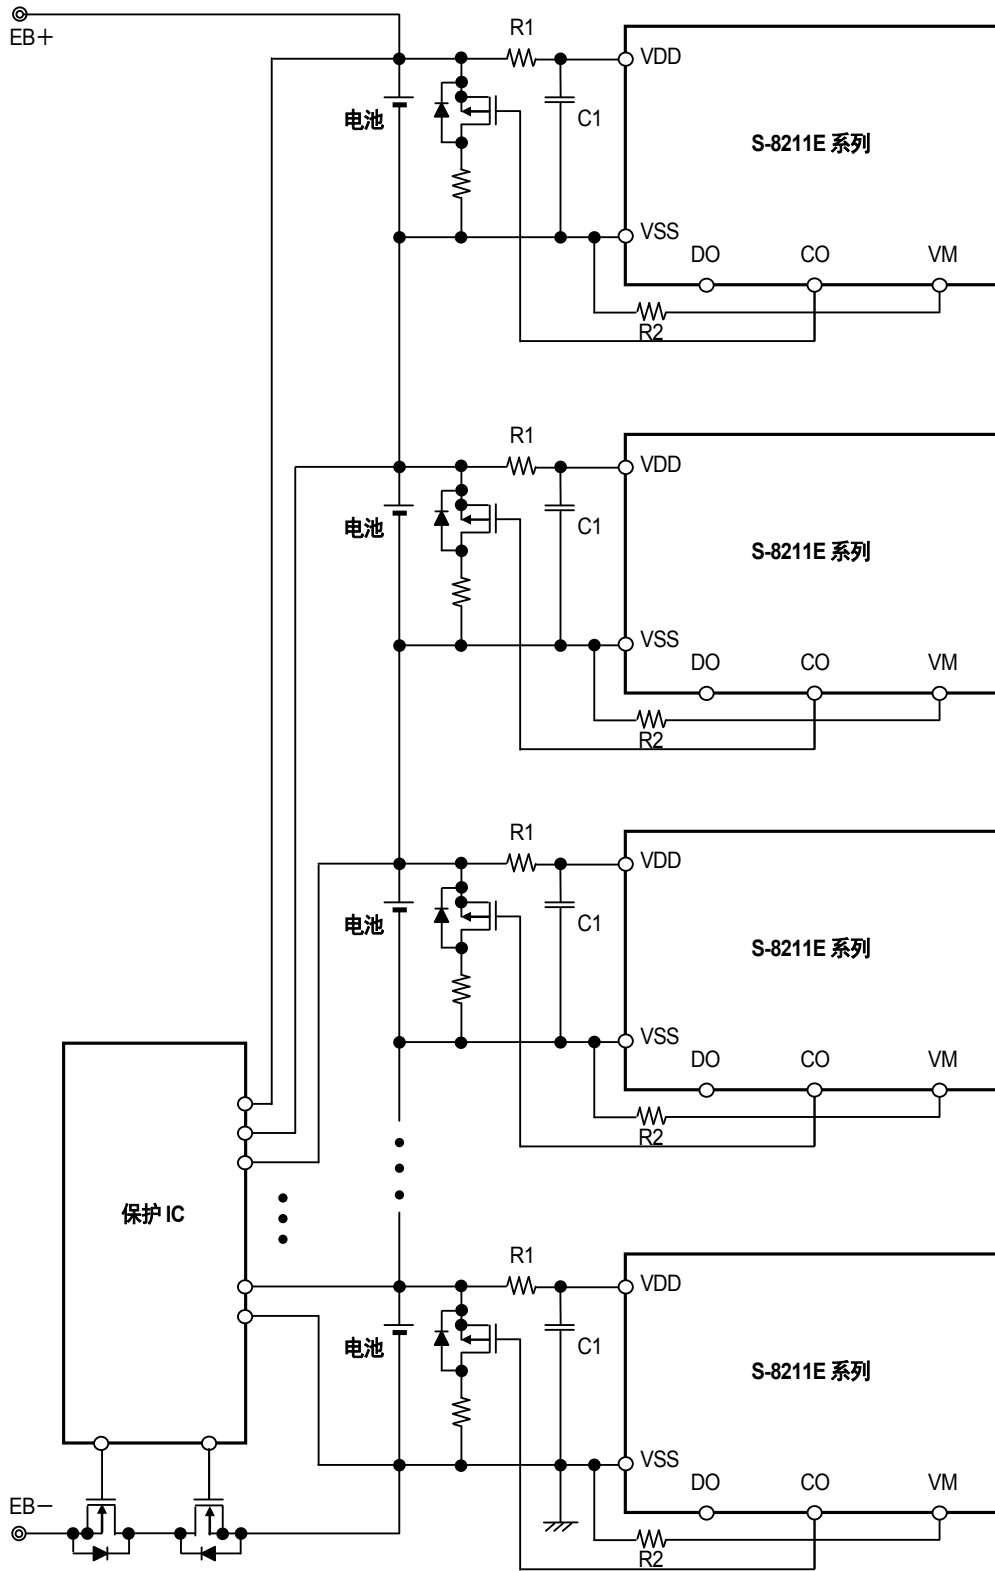 EB+
R1
VDD
电池
C1
S-8211E 系列
VSS
DO
CO
VM
R2
R1
VDD
电池
C1
S-8211E 系列
VSS
DO
CO
VM
R2
R1
VDD
电池
C1
S-8211E 系列
VSS
DO
CO
VM
R2
保护 IC
R1
VDD
电池
C1
S-8211E 系列
VSS
DO
CO
VM
EB−
R2